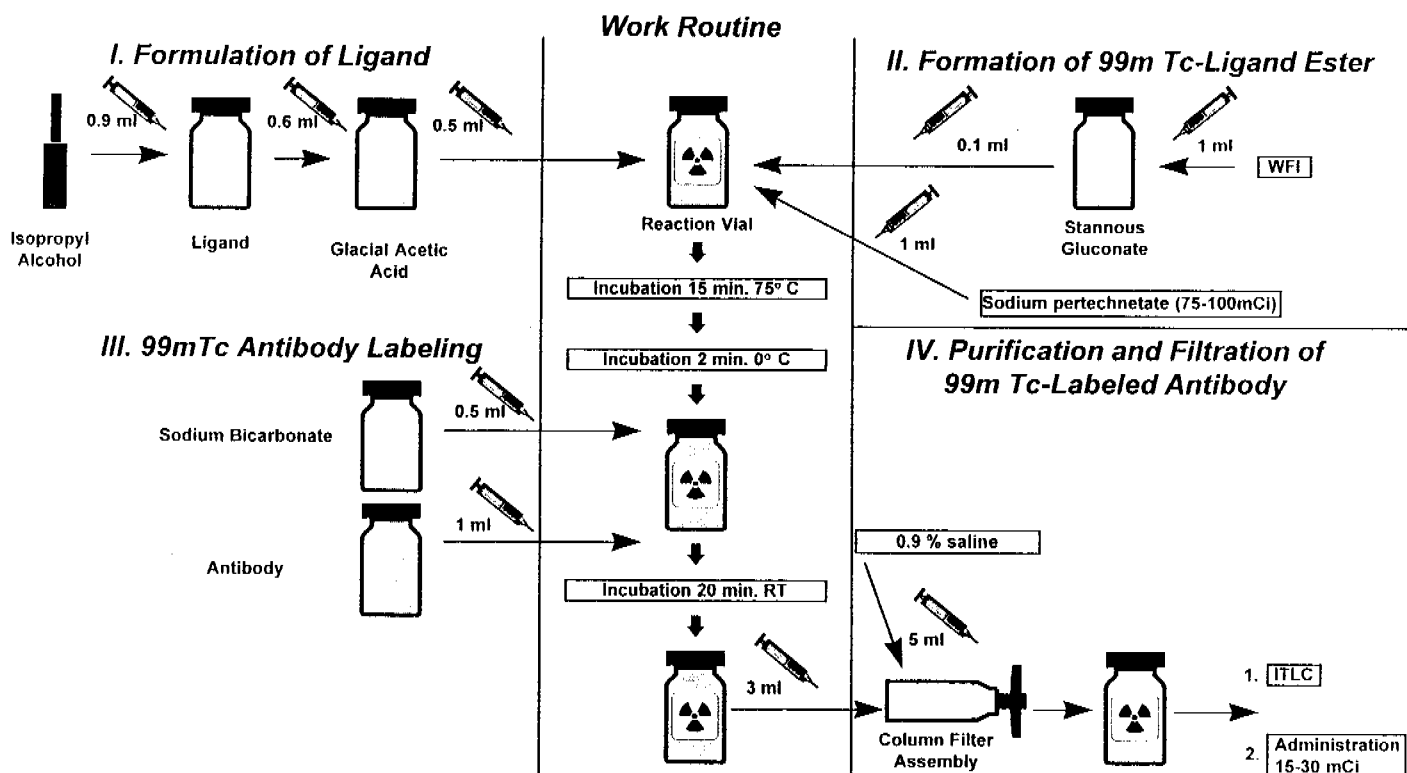 Work Routine
I. Formulation of Ligand
0.9 ml
0.6 ml
0.5 ml
Isopropyl
Alcohol
Ligand
Glacial Acetic
Acid
Reaction Vial
II. Formation of 99m Tc-Ligand Ester
0.1 ml
1 ml
WFI
1 ml
Stannous
Gluconate
Sodium pertechnetate (75-100mCi)
Incubation 15 min. 75º C
Incubation 2 min. 0º C
III. 99mTc Antibody Labeling
0.5 ml
Sodium Bicarbonate
1 ml
Antibody
Incubation 20 min. RT
3 ml
IV. Purification and Filtration of
99m Tc-Labeled Antibody
0.9 % saline
5 ml
Column Filter
Assembly
1. ITLC
2. Administration
15-30 mCi